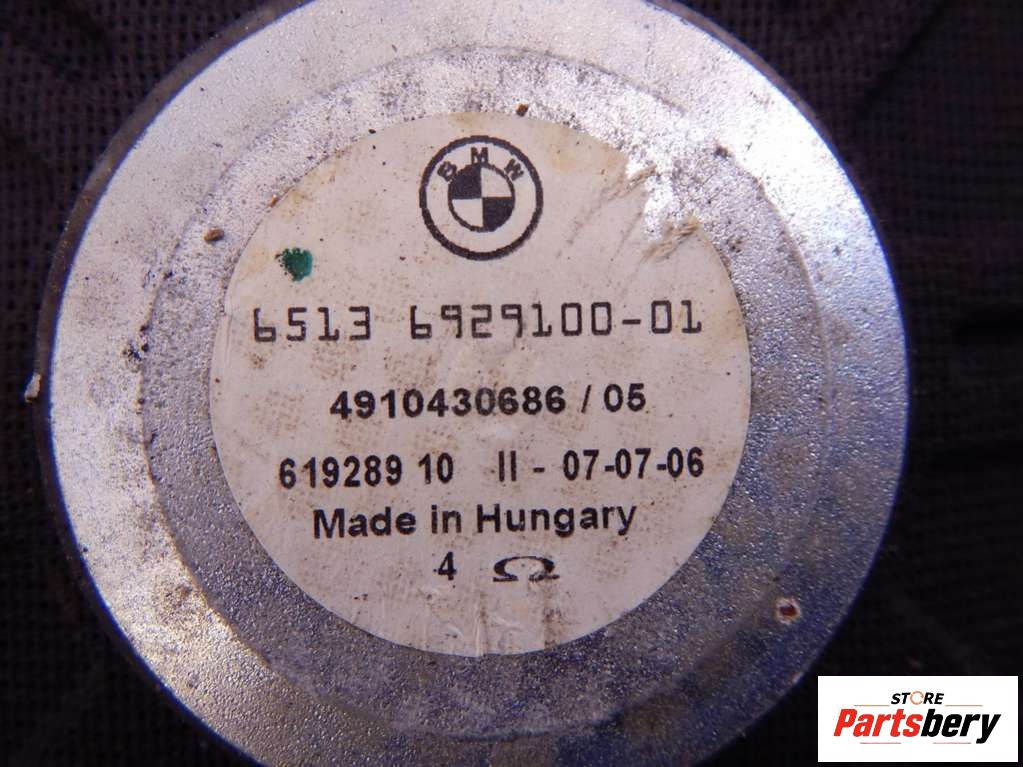 BMW
6513 6929100-01
4910430686 / 05
619289 10 II - 07-07-06
Made in Hungary
4 Ω
STORE
Partsbery